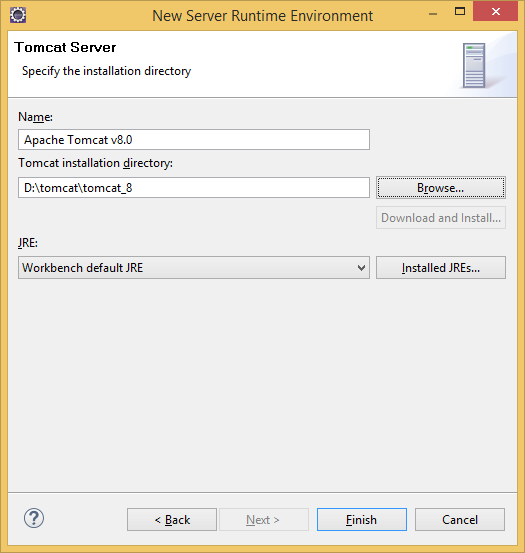 New Server Runtime Environment
Tomcat Server
Specify the installation directory
Name:
Apache Tomcat v8.0
Tomcat installation directory:
D:\tomcat\tomcat_8
Browse...
Download and Install...
JRE:
Workbench default JRE
Installed JREs...
?
< Back
Next >
Finish
Cancel